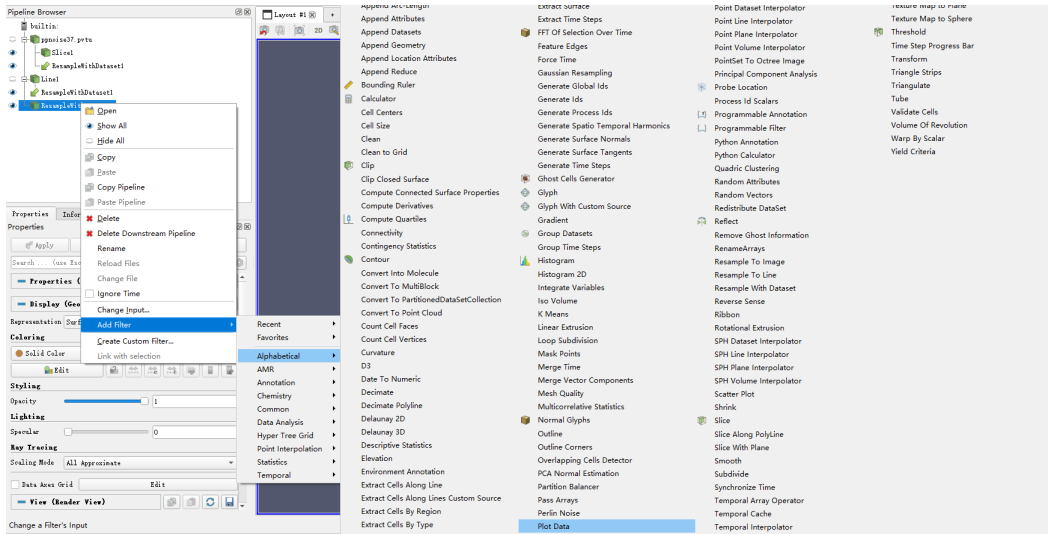 Pipeline Browser
builtin:
ppnoise37.pvtu
Slice1
ResampleWithDataset1
Line1
ResampleWithDataset1
Open
Show All
Hide All
Copy
Paste
Copy Pipeline
Paste Pipeline
Delete
Delete Downstream Pipeline
Rename
Reload Files
Change File
Ignore Time
Change Input...
Add Filter
Create Custom Filter...
Link with selection
Properties
Properties
Apply
Search ... (use Esc
Properties (
Display (Geo
Representation Surf
Coloring
Solid Color
Edit
Styling
Opacity 1
Lighting
Specular 0
Ray Tracing
Scaling Mode All Approximate
Data Axes Grid Edit
View (Render View)
Change a Filter's Input
Layout #1
2D
Recent
Favorites
Alphabetical
AMR
Annotation
Chemistry
Common
Data Analysis
Hyper Tree Grid
Point Interpolation
Statistics
Temporal
Append Arc-Length
Append Attributes
Append Datasets
Append Geometry
Append Location Attributes
Append Reduce
Bounding Ruler
Calculator
Cell Centers
Cell Size
Clean
Clean to Grid
Clip
Clip Closed Surface
Compute Connected Surface Properties
Compute Derivatives
Compute Quartiles
Connectivity
Contingency Statistics
Contour
Convert Into Molecule
Convert To MultiBlock
Convert To PartitionedDataSetCollection
Convert To Point Cloud
Count Cell Faces
Count Cell Vertices
Curvature
D3
Date To Numeric
Decimate
Decimate Polyline
Delaunay 2D
Delaunay 3D
Descriptive Statistics
Elevation
Environment Annotation
Extract Cells Along Line
Extract Cells Along Lines Custom Source
Extract Cells By Region
Extract Cells By Type
Extract Surface
Extract Time Steps
FFT Of Selection Over Time
Feature Edges
Force Time
Gaussian Resampling
Generate Global Ids
Generate Ids
Generate Process Ids
Generate Spatio Temporal Harmonics
Generate Surface Normals
Generate Surface Tangents
Generate Time Steps
Ghost Cells Generator
Glyph
Glyph With Custom Source
Gradient
Group Datasets
Group Time Steps
Histogram
Histogram 2D
Integrate Variables
Iso Volume
K Means
Linear Extrusion
Loop Subdivision
Mask Points
Merge Time
Merge Vector Components
Mesh Quality
Multicorrelative Statistics
Normal Glyphs
Outline
Outline Corners
Overlapping Cells Detector
PCA Normal Estimation
Partition Balancer
Pass Arrays
Perlin Noise
Plot Data
Point Dataset Interpolator
Point Line Interpolator
Point Plane Interpolator
Point Volume Interpolator
PointSet To Octree Image
Principal Component Analysis
Probe Location
Process Id Scalars
Programmable Annotation
Programmable Filter
Python Annotation
Python Calculator
Quadric Clustering
Random Attributes
Random Vectors
Redistribute DataSet
Reflect
Remove Ghost Information
RenameArrays
Resample To Image
Resample To Line
Resample With Dataset
Reverse Sense
Ribbon
Rotational Extrusion
SPH Dataset Interpolator
SPH Line Interpolator
SPH Plane Interpolator
SPH Volume Interpolator
Scatter Plot
Shrink
Slice
Slice Along PolyLine
Slice With Plane
Smooth
Subdivide
Synchronize Time
Temporal Array Operator
Temporal Cache
Temporal Interpolator
Texture Map to Plane
Texture Map to Sphere
Threshold
Time Step Progress Bar
Transform
Triangle Strips
Triangulate
Tube
Validate Cells
Volume Of Revolution
Warp By Scalar
Yield Criteria